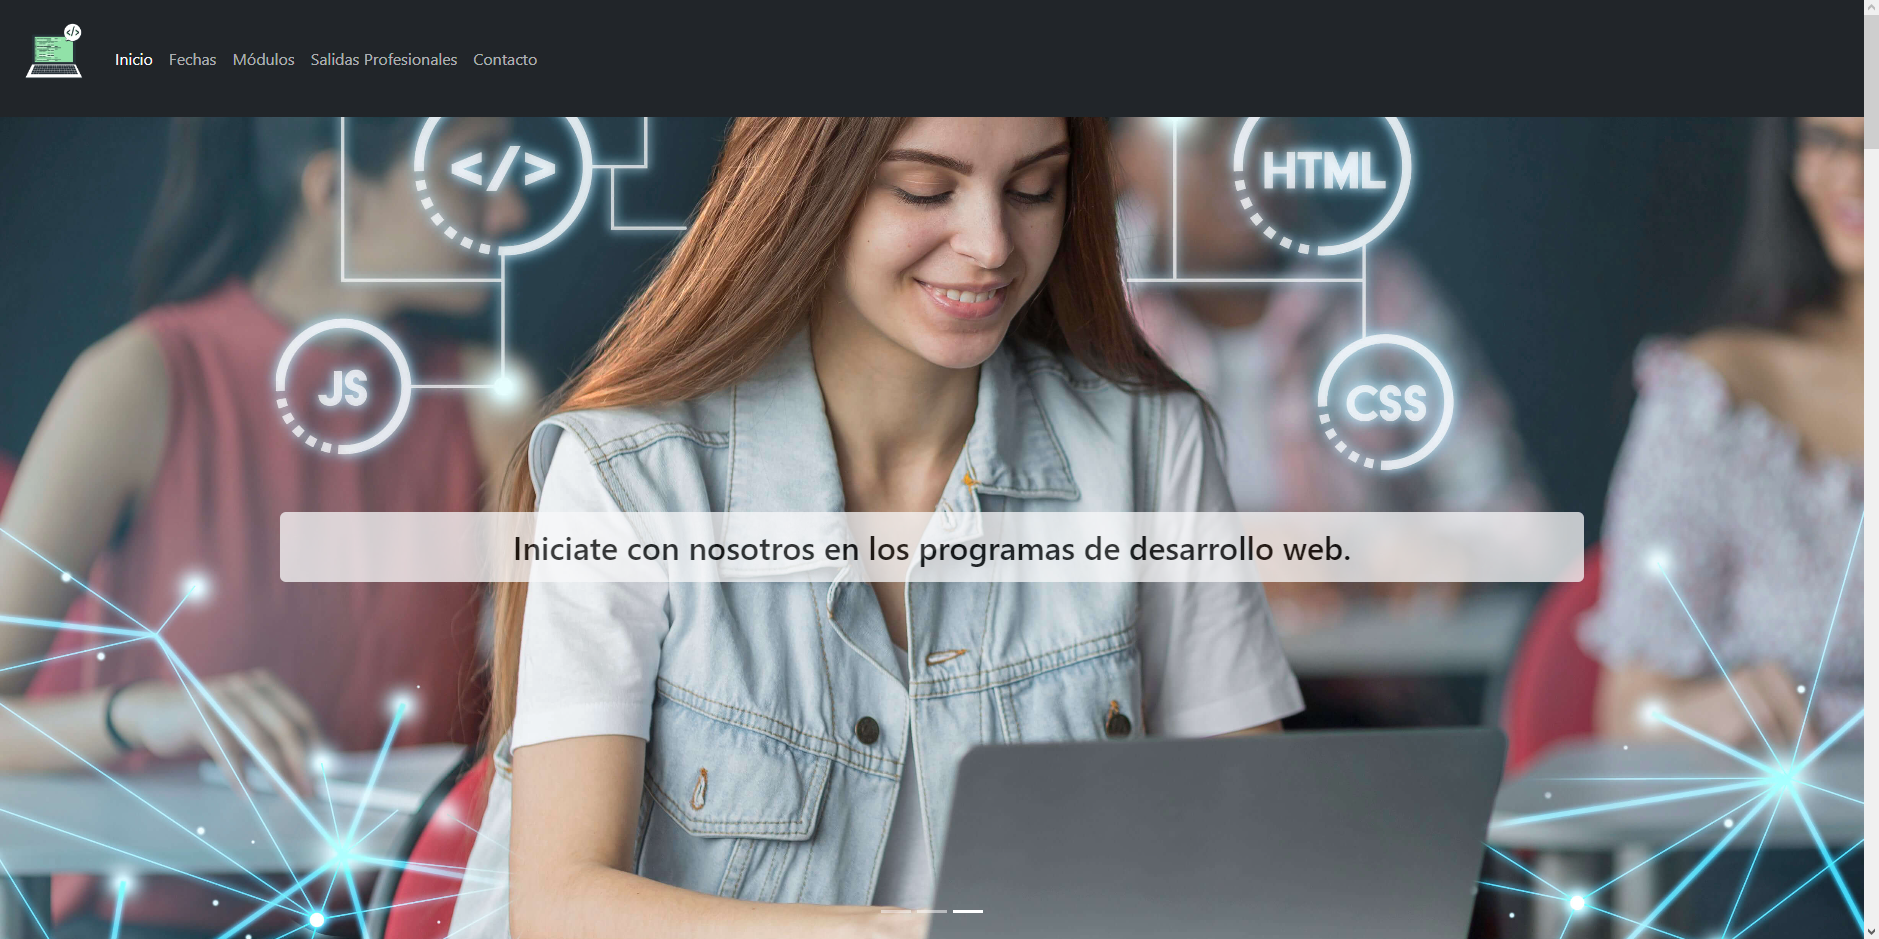 </>
Inicio Fechas Módulos Salidas Profesionales Contacto
</> HTML
JS CSS
Iniciate con nosotros en los programas de desarrollo web.